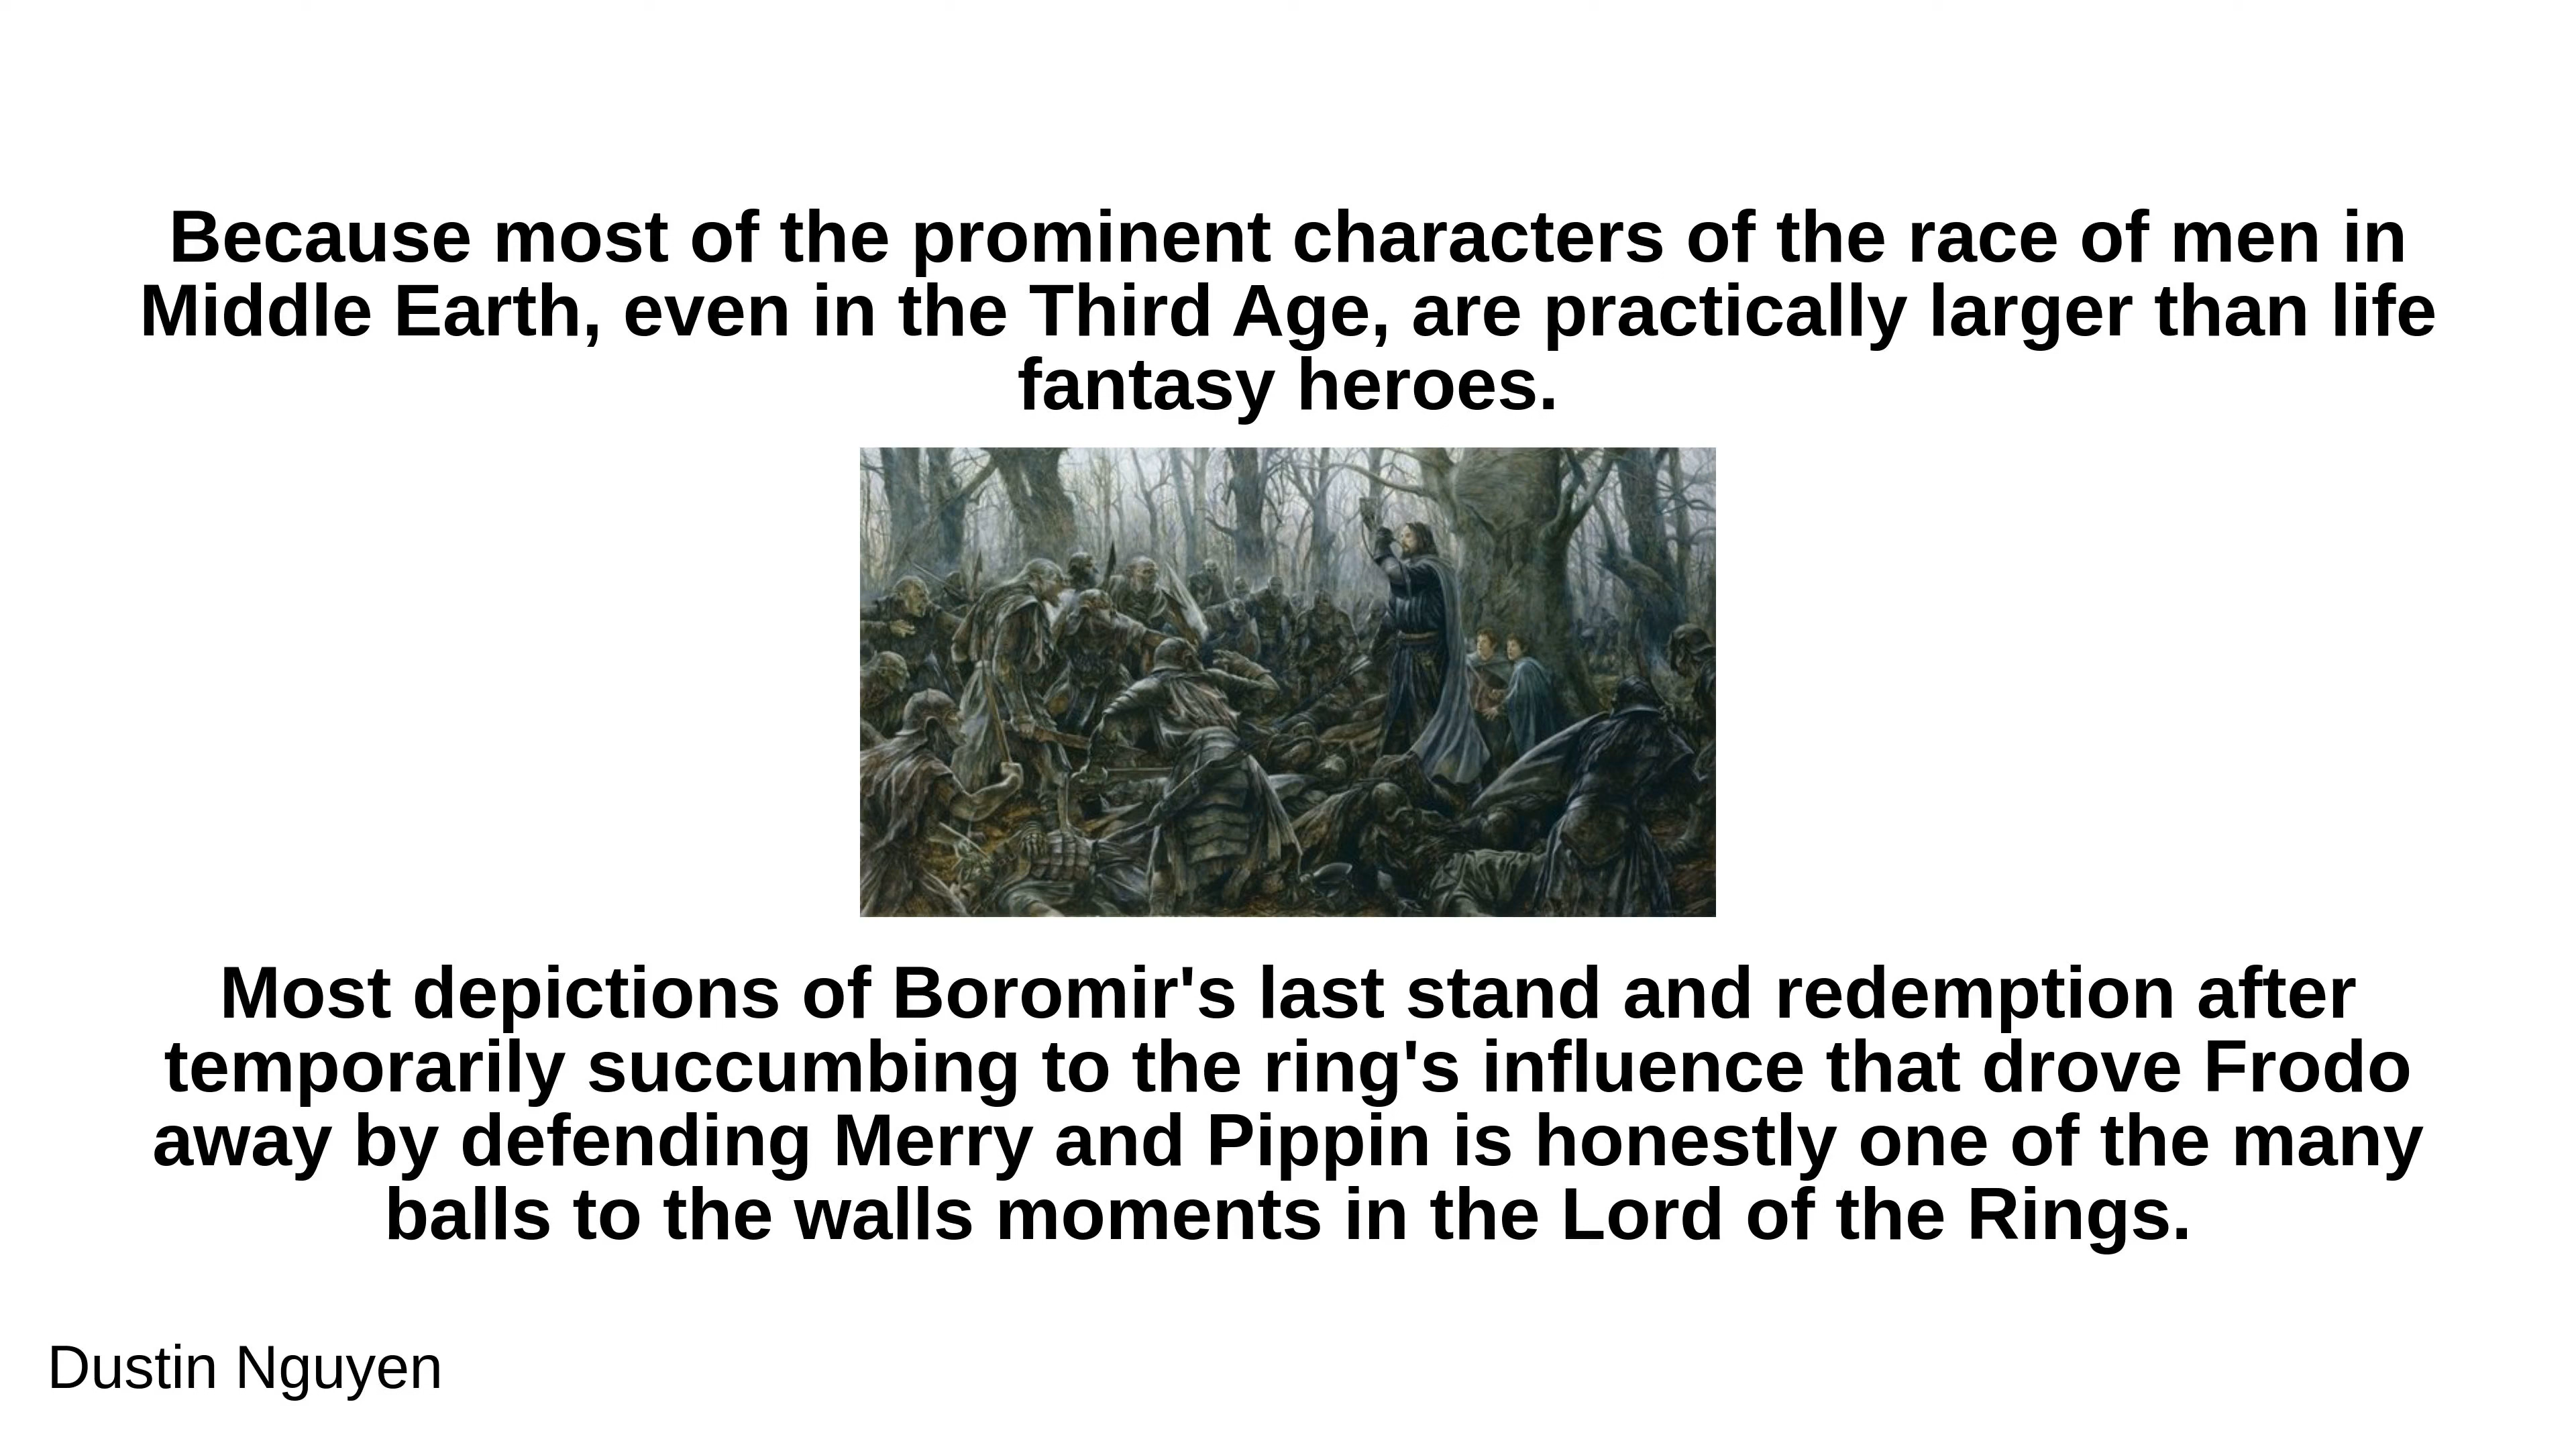 Because most of the prominent characters of the race of men in
Middle Earth, even in the Third Age, are practically larger than life
fantasy heroes.
Most depictions of Boromir's last stand and redemption after
temporarily succumbing to the ring's influence that drove Frodo
away by defending Merry and Pippin is honestly one of the many
balls to the walls moments in the Lord of the Rings.
Dustin Nguyen